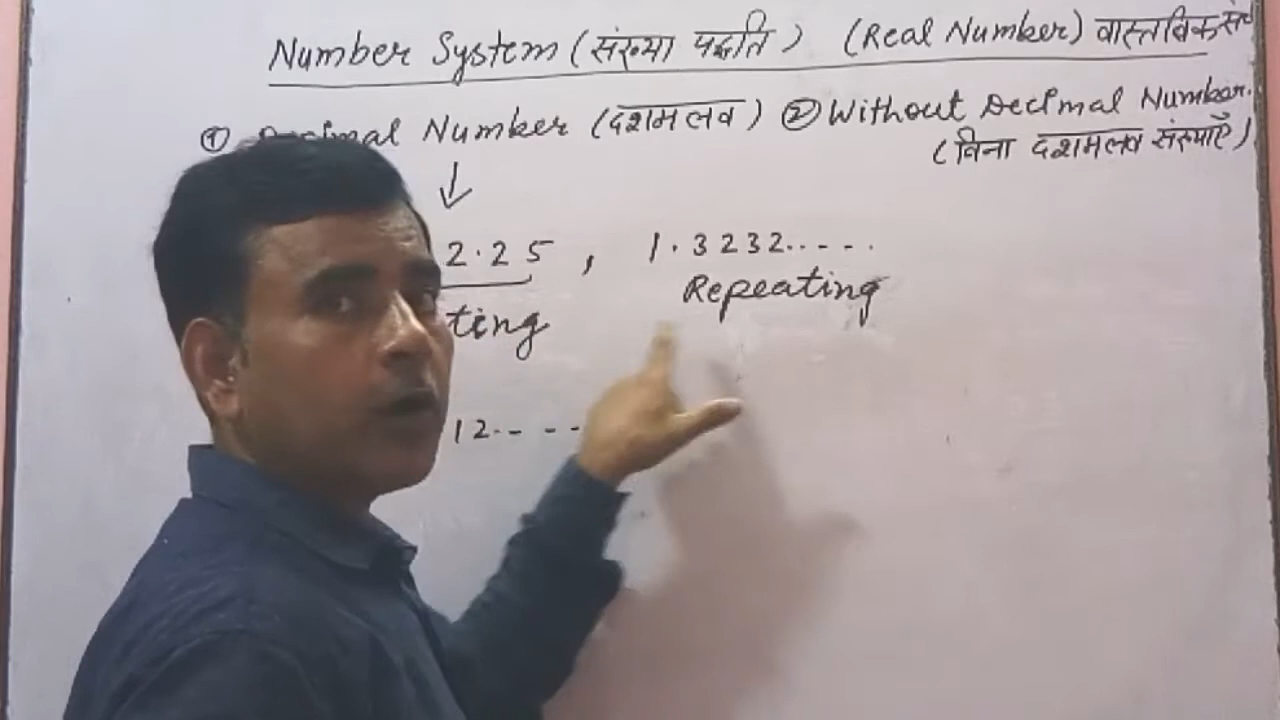 Number System (संख्या पद्धति) (Real Number) वास्तविक
① Decimal Number (दशमलव) ② Without Decimal Number.
(बिना दशमलव संख्याएँ)
↓
2.25 , 1.3232.....
ting Repeating
12-- --